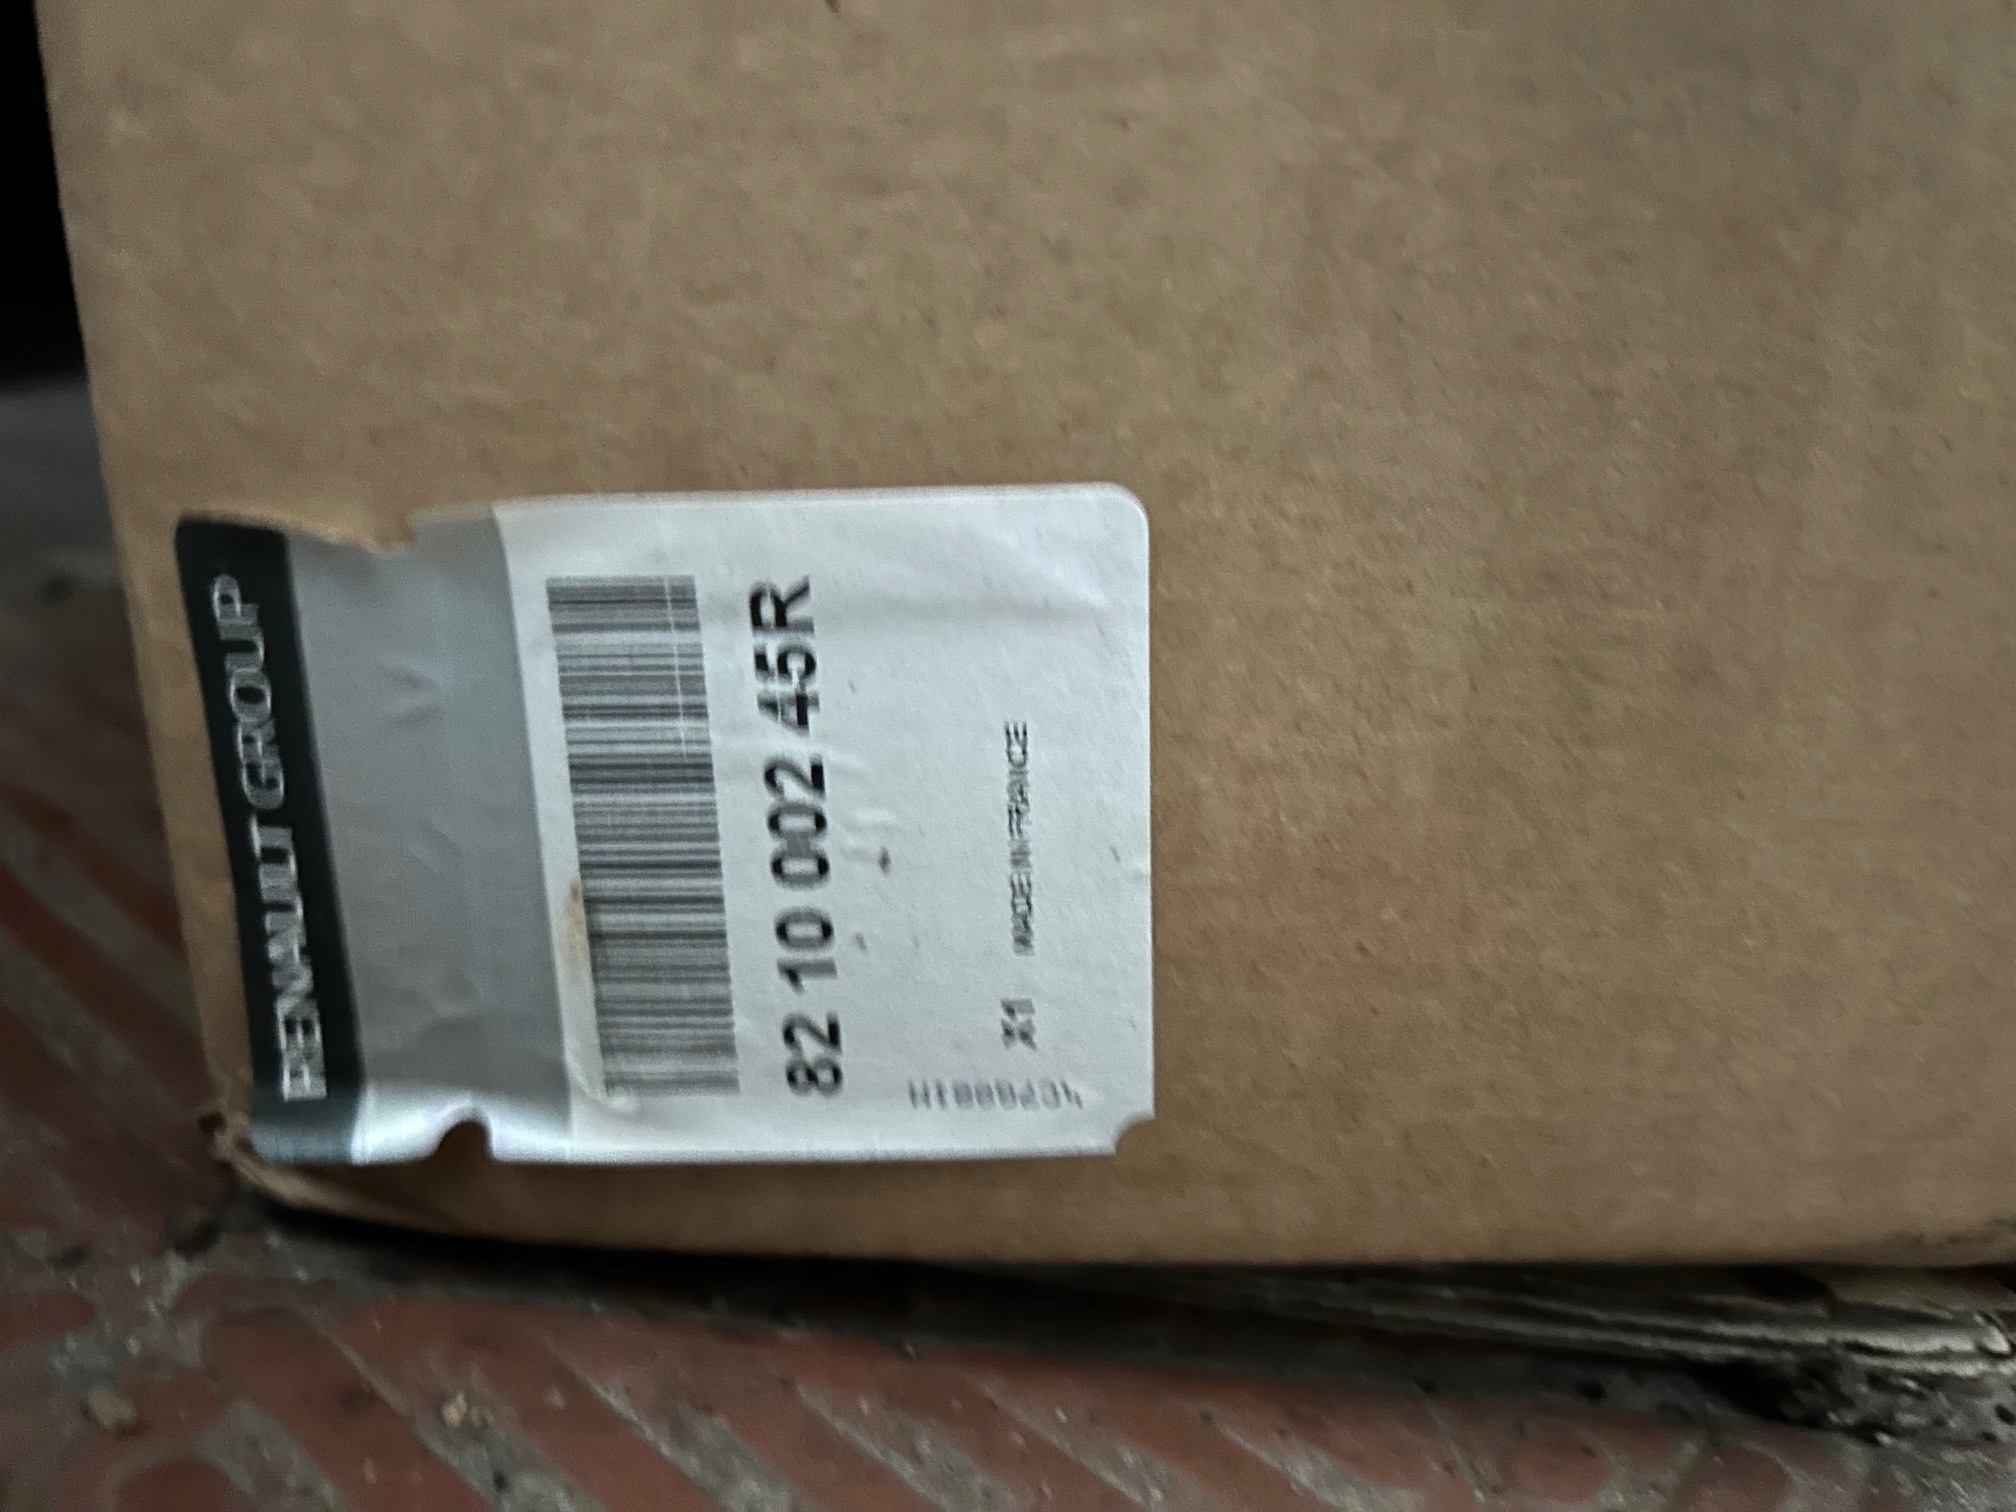 RENAULT GROUP
82 10 002 45R
X1 MADE IN FRANCE